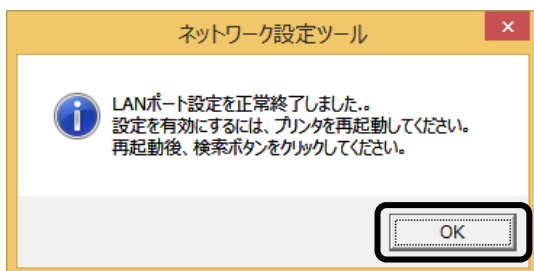 ネットワーク設定ツール
×
LANポート設定を正常終了しました.。
設定を有効にするには、プリンタを再起動してください。
再起動後、検索ボタンをクリックしてください。
OK